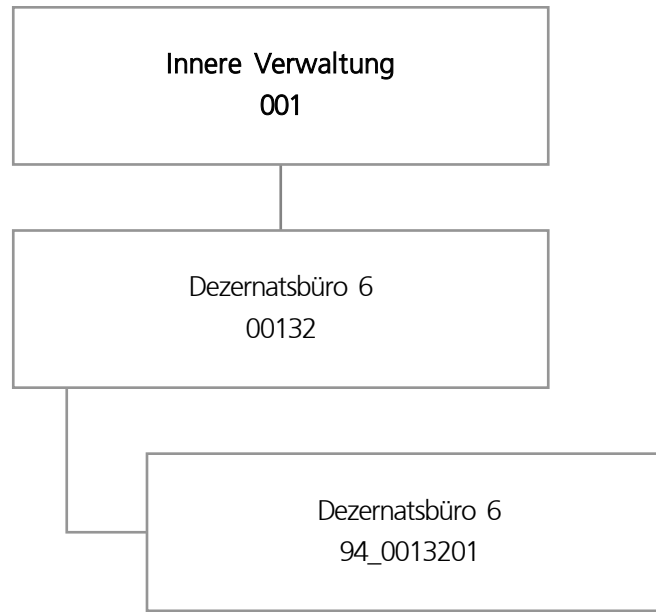 Innere Verwaltung
001
Dezernatsbüro 6
00132
Dezernatsbüro 6
94_0013201